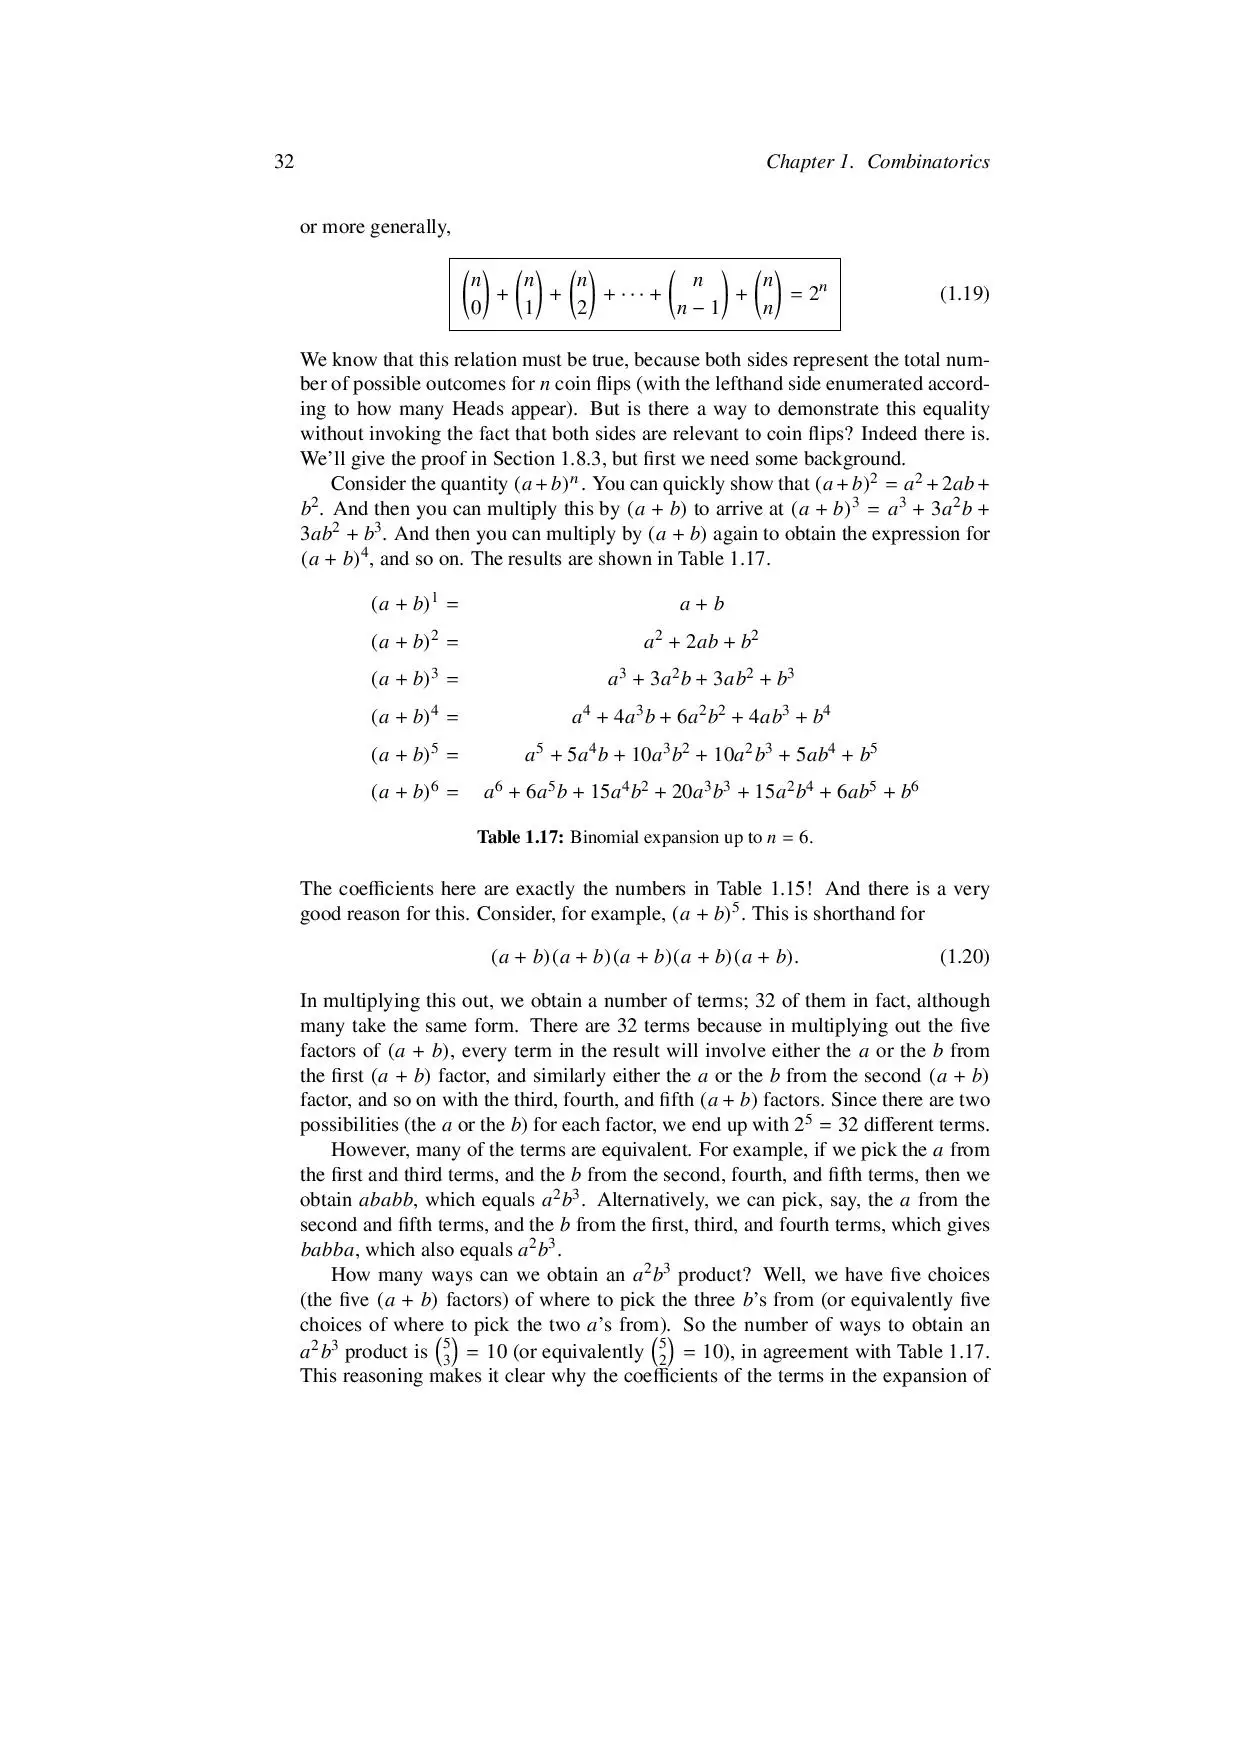 32 Chapter 1. Combinatorics
or more generally,
$\binom{n}{0} + \binom{n}{1} + \binom{n}{2} + \cdots + \binom{n}{n-1} + \binom{n}{n} = 2^n$ (1.19)
We know that this relation must be true, because both sides represent the total num-
ber of possible outcomes for n coin flips (with the lefthand side enumerated accord-
ing to how many Heads appear). But is there a way to demonstrate this equality
without invoking the fact that both sides are relevant to coin flips? Indeed there is.
We'll give the proof in Section 1.8.3, but first we need some background.
Consider the quantity $(a+b)^n$. You can quickly show that $(a+b)^2 = a^2 + 2ab +$
$b^2$. And then you can multiply this by $(a + b)$ to arrive at $(a + b)^3 = a^3 + 3a^2b +$
$3ab^2 + b^3$. And then you can multiply by $(a + b)$ again to obtain the expression for
$(a + b)^4$, and so on. The results are shown in Table 1.17.
$(a + b)^1 = a + b$
$(a + b)^2 = a^2 + 2ab + b^2$
$(a + b)^3 = a^3 + 3a^2b + 3ab^2 + b^3$
$(a + b)^4 = a^4 + 4a^3b + 6a^2b^2 + 4ab^3 + b^4$
$(a + b)^5 = a^5 + 5a^4b + 10a^3b^2 + 10a^2b^3 + 5ab^4 + b^5$
$(a + b)^6 = a^6 + 6a^5b + 15a^4b^2 + 20a^3b^3 + 15a^2b^4 + 6ab^5 + b^6$
Table 1.17: Binomial expansion up to n = 6.
The coefficients here are exactly the numbers in Table 1.15! And there is a very
good reason for this. Consider, for example, $(a + b)^5$. This is shorthand for
$(a + b)(a + b)(a + b)(a + b)(a + b).$ (1.20)
In multiplying this out, we obtain a number of terms; 32 of them in fact, although
many take the same form. There are 32 terms because in multiplying out the five
factors of $(a + b)$, every term in the result will involve either the a or the b from
the first $(a + b)$ factor, and similarly either the a or the b from the second $(a + b)$
factor, and so on with the third, fourth, and fifth $(a + b)$ factors. Since there are two
possibilities (the a or the b) for each factor, we end up with $2^5 = 32$ different terms.
However, many of the terms are equivalent. For example, if we pick the a from
the first and third terms, and the b from the second, fourth, and fifth terms, then we
obtain ababb, which equals $a^2b^3$. Alternatively, we can pick, say, the a from the
second and fifth terms, and the b from the first, third, and fourth terms, which gives
babba, which also equals $a^2b^3$.
How many ways can we obtain an $a^2b^3$ product? Well, we have five choices
(the five $(a + b)$ factors) of where to pick the three b's from (or equivalently five
choices of where to pick the two a's from). So the number of ways to obtain an
$a^2b^3$ product is $\binom{5}{3} = 10$ (or equivalently $\binom{5}{2} = 10$), in agreement with Table 1.17.
This reasoning makes it clear why the coefficients of the terms in the expansion of